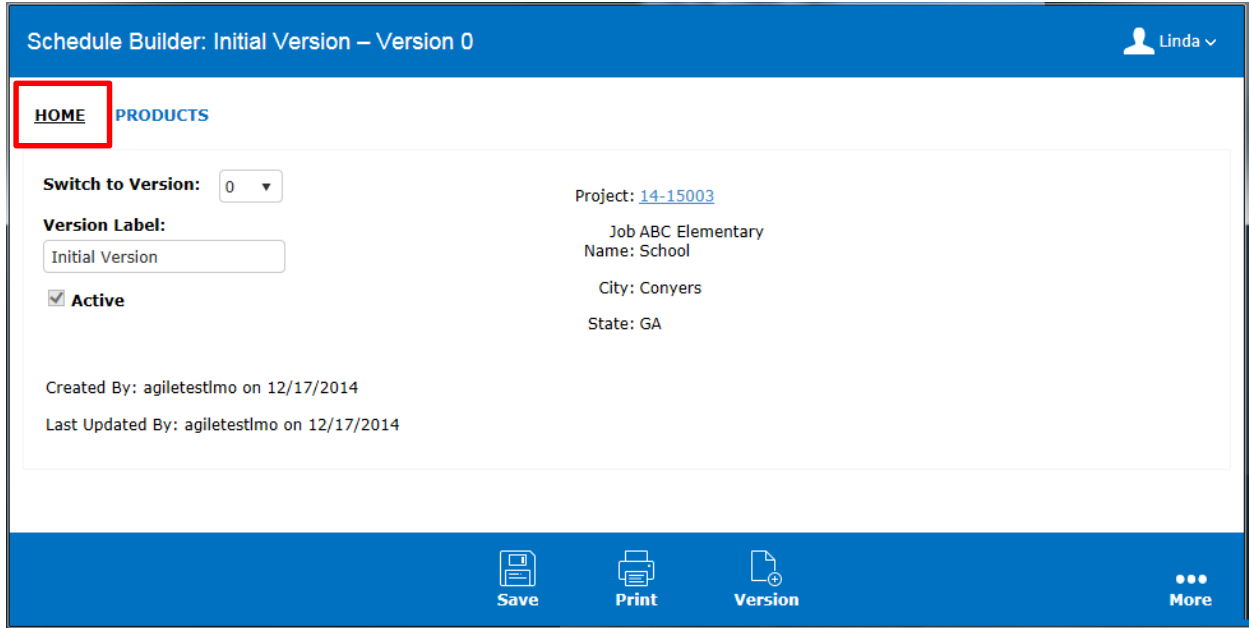 Schedule Builder: Initial Version – Version 0
Linda
HOME PRODUCTS
Switch to Version: 0
Version Label:
Initial Version
Active
Project: 14-15003
Job ABC Elementary
Name: School
City: Conyers
State: GA
Created By: agiletestlmo on 12/17/2014
Last Updated By: agiletestlmo on 12/17/2014
Save Print Version More